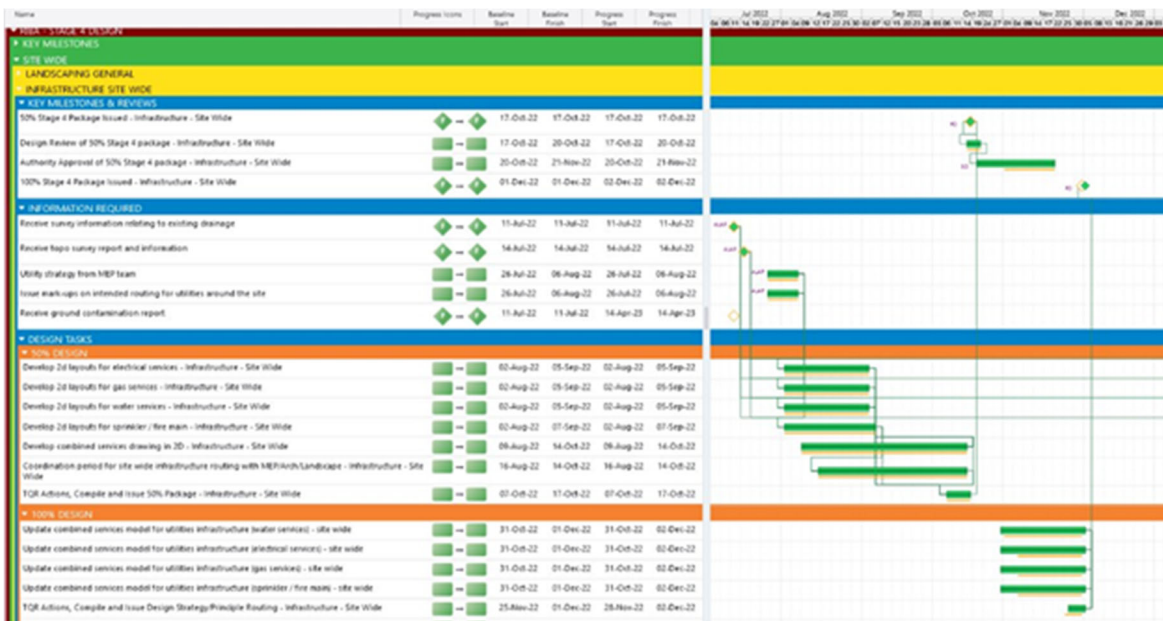 Name Progress Icons Baseline Start Baseline Finish Progress Start Progress Finish Jul 2022 Aug 2022 Sep 2022 Oct 2022 Nov 2022 Dec 2022
RIBA - STAGE 4 DESIGN
KEY MILESTONES
SITE WIDE
LANDSCAPING GENERAL
INFRASTRUCTURE SITE WIDE
KEY MILESTONES & REVIEWS
50% Stage 4 Package Issued - Infrastructure - Site Wide 17-Oct-22 17-Oct-22 17-Oct-22 17-Oct-22
Design Review of 50% Stage 4 package - Infrastructure - Site Wide 17-Oct-22 20-Oct-22 17-Oct-22 20-Oct-22
Authority Approval of 50% Stage 4 package - Infrastructure - Site Wide 20-Oct-22 21-Nov-22 20-Oct-22 21-Nov-22
100% Stage 4 Package Issued - Infrastructure - Site Wide 01-Dec-22 01-Dec-22 02-Dec-22 02-Dec-22
INFORMATION REQUIRED
Receive survey information relating to existing drainage 11-Jul-22 11-Jul-22 11-Jul-22 11-Jul-22
Receive topo survey report and information 14-Jul-22 14-Jul-22 14-Jul-22 14-Jul-22
Utility strategy from MEP team 26-Jul-22 06-Aug-22 26-Jul-22 06-Aug-22
Issue mark-ups on intended routing for utilities around the site 26-Jul-22 06-Aug-22 26-Jul-22 06-Aug-22
Receive ground contamination report 11-Jul-22 11-Jul-22 14-Apr-23 14-Apr-23
DESIGN TASKS
50% DESIGN
Develop 2d layouts for electrical services - Infrastructure - Site Wide 02-Aug-22 05-Sep-22 02-Aug-22 05-Sep-22
Develop 2d layouts for gas services - Infrastructure - Site Wide 02-Aug-22 05-Sep-22 02-Aug-22 05-Sep-22
Develop 2d layouts for water services - Infrastructure - Site Wide 02-Aug-22 05-Sep-22 02-Aug-22 05-Sep-22
Develop 2d layouts for sprinkler / fire main - Infrastructure - Site Wide 02-Aug-22 07-Sep-22 02-Aug-22 07-Sep-22
Develop combined services drawing in 2D - Infrastructure - Site Wide 09-Aug-22 14-Oct-22 09-Aug-22 14-Oct-22
Coordination period for site wide infrastructure routing with MEP/Arch/Landscape - Infrastructure - Site Wide 16-Aug-22 14-Oct-22 16-Aug-22 14-Oct-22
TQR Actions, Compile and Issue 50% Package - Infrastructure - Site Wide 07-Oct-22 17-Oct-22 07-Oct-22 17-Oct-22
100% DESIGN
Update combined services model for utilities infrastructure (water services) - site wide 31-Oct-22 01-Dec-22 31-Oct-22 02-Dec-22
Update combined services model for utilities infrastructure (electrical services) - site wide 31-Oct-22 01-Dec-22 31-Oct-22 02-Dec-22
Update combined services model for utilities infrastructure (gas services) - site wide 31-Oct-22 01-Dec-22 31-Oct-22 02-Dec-22
Update combined services model for utilities infrastructure (sprinkler / fire main) - site wide 31-Oct-22 01-Dec-22 31-Oct-22 02-Dec-22
TQR Actions, Compile and Issue Design Strategy/Principle Routing - Infrastructure - Site Wide 25-Nov-22 01-Dec-22 28-Nov-22 02-Dec-22